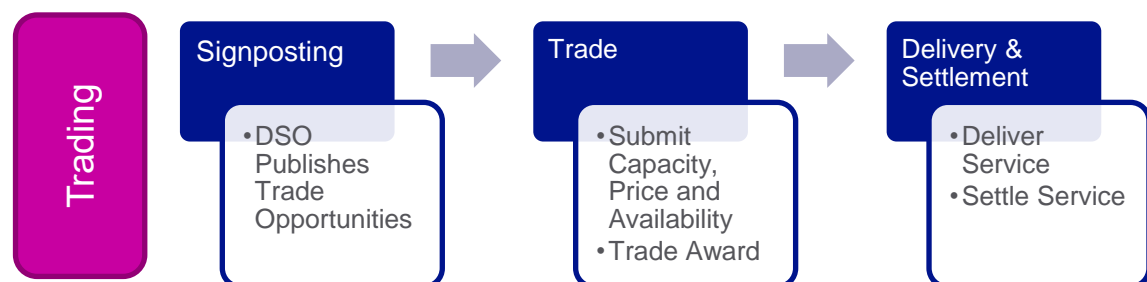 Trading
Signposting
•DSO
Publishes
Trade
Opportunities
Trade
•Submit
Capacity,
Price and
Availability
•Trade Award
Delivery &
Settlement
•Deliver
Service
•Settle Service